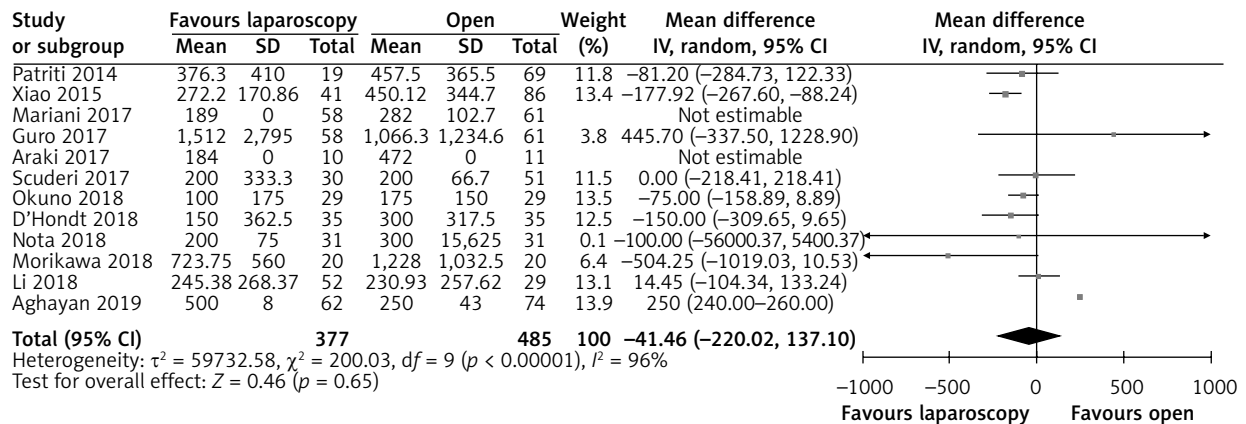 Study Favours laparoscopy Open Weight Mean difference Mean difference
or subgroup Mean SD Total Mean SD Total (%) IV, random, 95% CI IV, random, 95% CI
Patriti 2014 376.3 410 19 457.5 365.5 69 11.8 –81.20 (–284.73, 122.33)
Xiao 2015 272.2 170.86 41 450.12 344.7 86 13.4 –177.92 (–267.60, –88.24)
Mariani 2017 189 0 58 282 102.7 61 Not estimable
Guro 2017 1,512 2,795 58 1,066.3 1,234.6 61 3.8 445.70 (–337.50, 1228.90)
Araki 2017 184 0 10 472 0 11 Not estimable
Scuderi 2017 200 333.3 30 200 66.7 51 11.5 0.00 (–218.41, 218.41)
Okuno 2018 100 175 29 175 150 29 13.5 –75.00 (–158.89, 8.89)
D'Hondt 2018 150 362.5 35 300 317.5 35 12.5 –150.00 (–309.65, 9.65)
Nota 2018 200 75 31 300 15,625 31 0.1 –100.00 (–56000.37, 5400.37)
Morikawa 2018 723.75 560 20 1,228 1,032.5 20 6.4 –504.25 (–1019.03, 10.53)
Li 2018 245.38 268.37 52 230.93 257.62 29 13.1 14.45 (–104.34, 133.24)
Aghayan 2019 500 8 62 250 43 74 13.9 250 (240.00–260.00)
Total (95% CI) 377 485 100 –41.46 (–220.02, 137.10)
Heterogeneity: τ² = 59732.58, χ² = 200.03, df = 9 (p < 0.00001), I² = 96%
Test for overall effect: Z = 0.46 (p = 0.65)
–1000 –500 0 500 1000
Favours laparoscopy Favours open